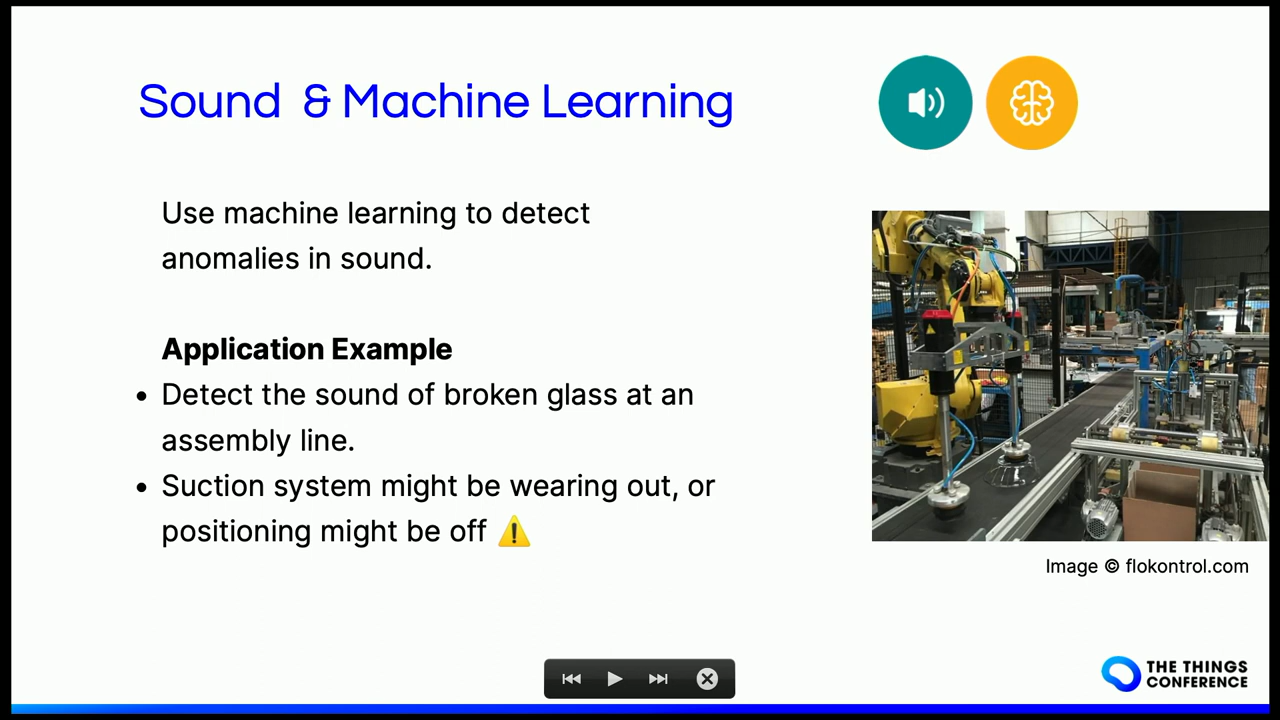 Sound & Machine Learning
Use machine learning to detect
anomalies in sound.
Application Example
• Detect the sound of broken glass at an
assembly line.
• Suction system might be wearing out, or
positioning might be off ⚠️
Image © flokontrol.com
THE THINGS
CONFERENCE